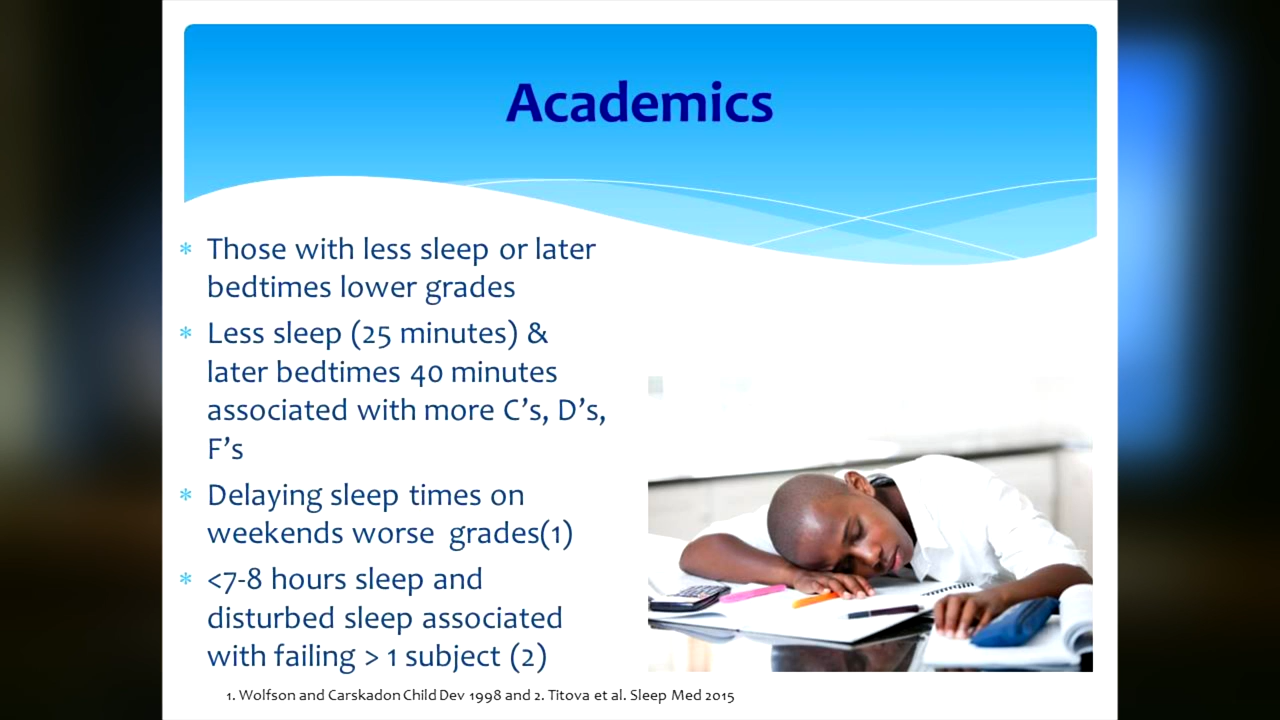 Academics
* Those with less sleep or later
bedtimes lower grades
* Less sleep (25 minutes) &
later bedtimes 40 minutes
associated with more C’s, D’s,
F’s
* Delaying sleep times on
weekends worse  grades(1)
* <7-8 hours sleep and
disturbed sleep associated
with failing > 1 subject (2)
1. Wolfson and Carskadon Child Dev 1998 and 2. Titova et al. Sleep Med 2015